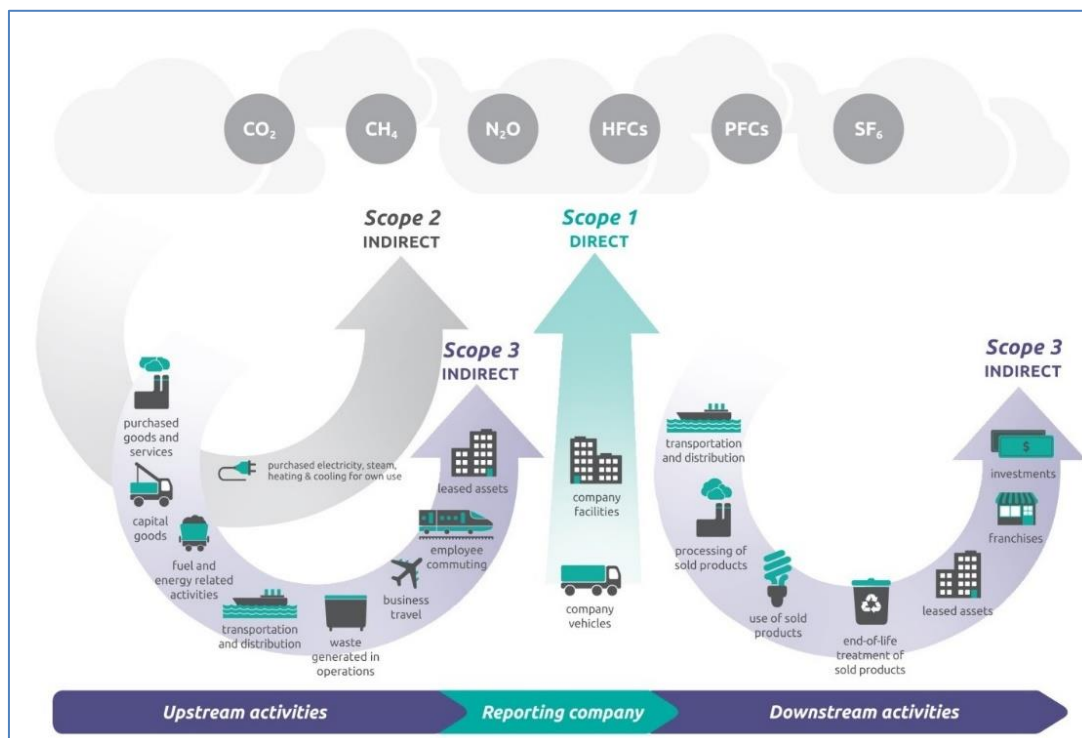 CO₂
CH₄
N₂O
HFCs
PFCs
SF₆
Scope 2
INDIRECT
Scope 1
DIRECT
Scope 3
INDIRECT
Scope 3
INDIRECT
purchased
goods and
services
capital
goods
fuel and
energy related
activities
purchased electricity, steam,
heating & cooling for own use
transportation
and distribution
waste
generated in
operations
business
travel
employee
commuting
leased assets
company
facilities
company
vehicles
transportation
and distribution
processing of
sold products
use of sold
products
end-of-life
treatment of
sold products
leased assets
franchises
$
investments
Upstream activities
Reporting company
Downstream activities